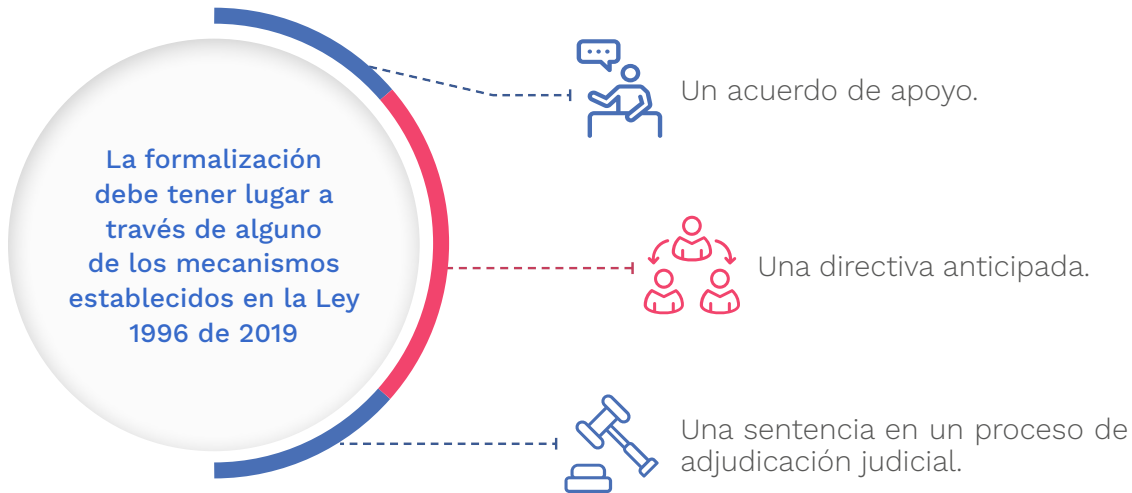 La formalización
debe tener lugar a
través de alguno
de los mecanismos
establecidos en la Ley
1996 de 2019
Un acuerdo de apoyo.
Una directiva anticipada.
Una sentencia en un proceso de
adjudicación judicial.